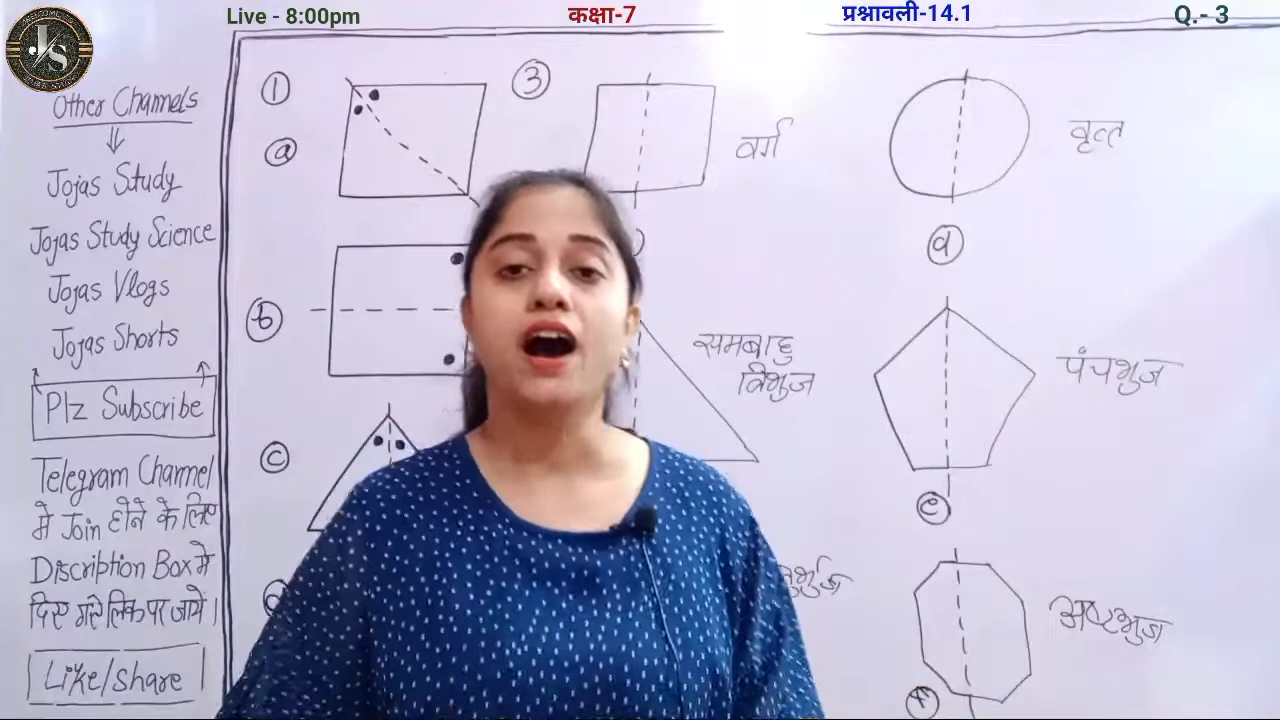 Live - 8:00pm
कक्षा-7
प्रश्नावली-14.1
Q.- 3
JS
Other Channels
Jojas Study
Jojas Study Science
Jojas Vlogs
Jojas Shorts
Plz Subscribe
Telegram Channel
मे Join होने के लिए
Discription Box मे
दिए गये लिंक पर जाये।
Like/Share
1
a
b
c
3
वर्ग
समबाहु
त्रिभुज
वृत्त
d
पंचभुज
e
अष्टभुज
f